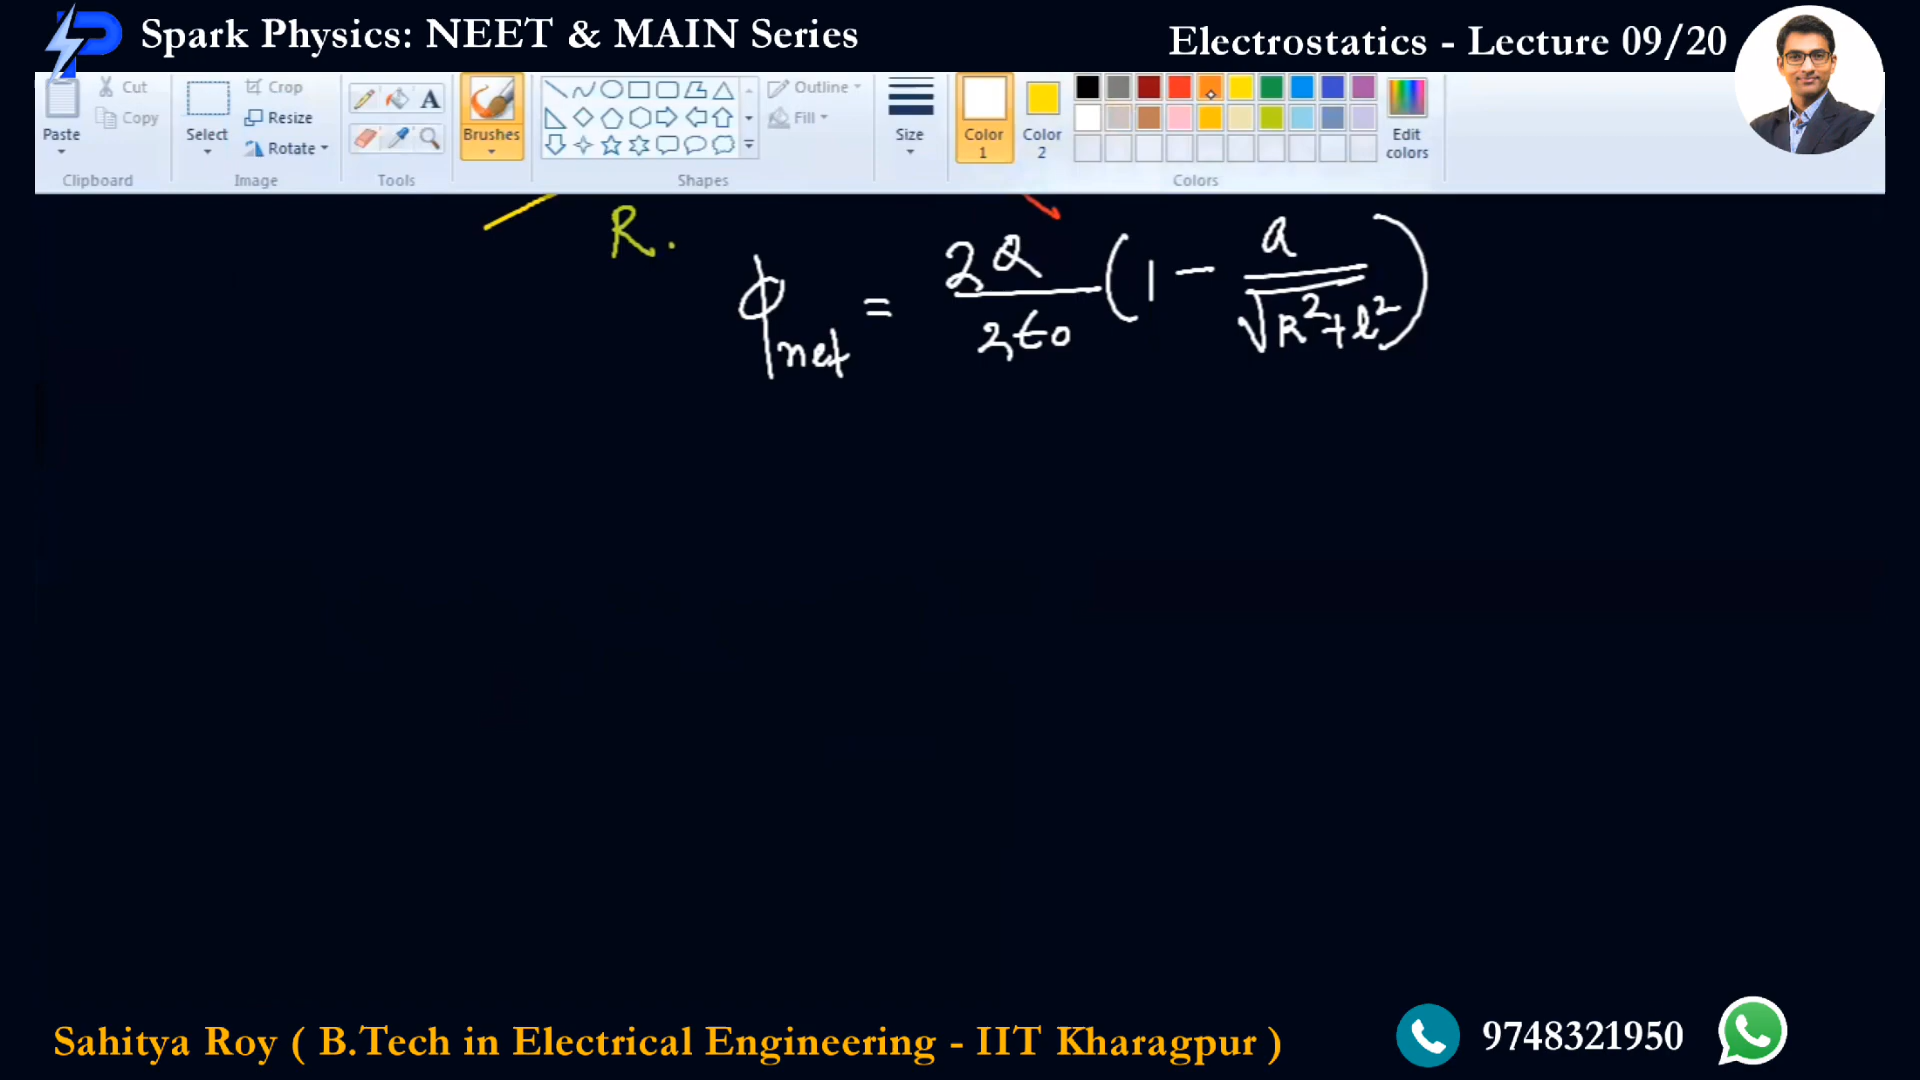 Spark Physics: NEET & MAIN Series
Electrostatics - Lecture 09/20
Paste
Cut
Copy
Clipboard
Select
Crop
Resize
Rotate
Image
A
Tools
Brushes
Shapes
Outline
Fill
Size
Color 1
Color 2
Colors
Edit colors
R.
ϕnet = 2Q/2ϵ0 (1 - a/√R²+l²)
Sahitya Roy ( B.Tech in Electrical Engineering - IIT Kharagpur )
9748321950